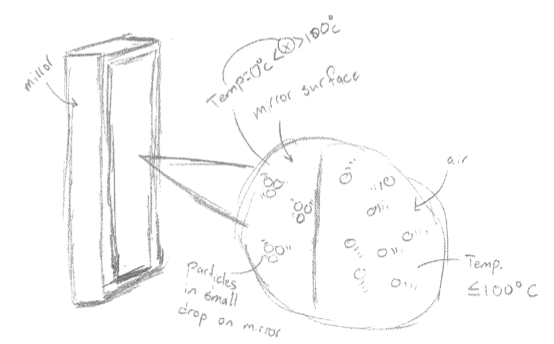 mirror
Temp=0°C < x > 100°C
mirror surface
air
Temp.
≤100°C
particles
in small
drop on mirror